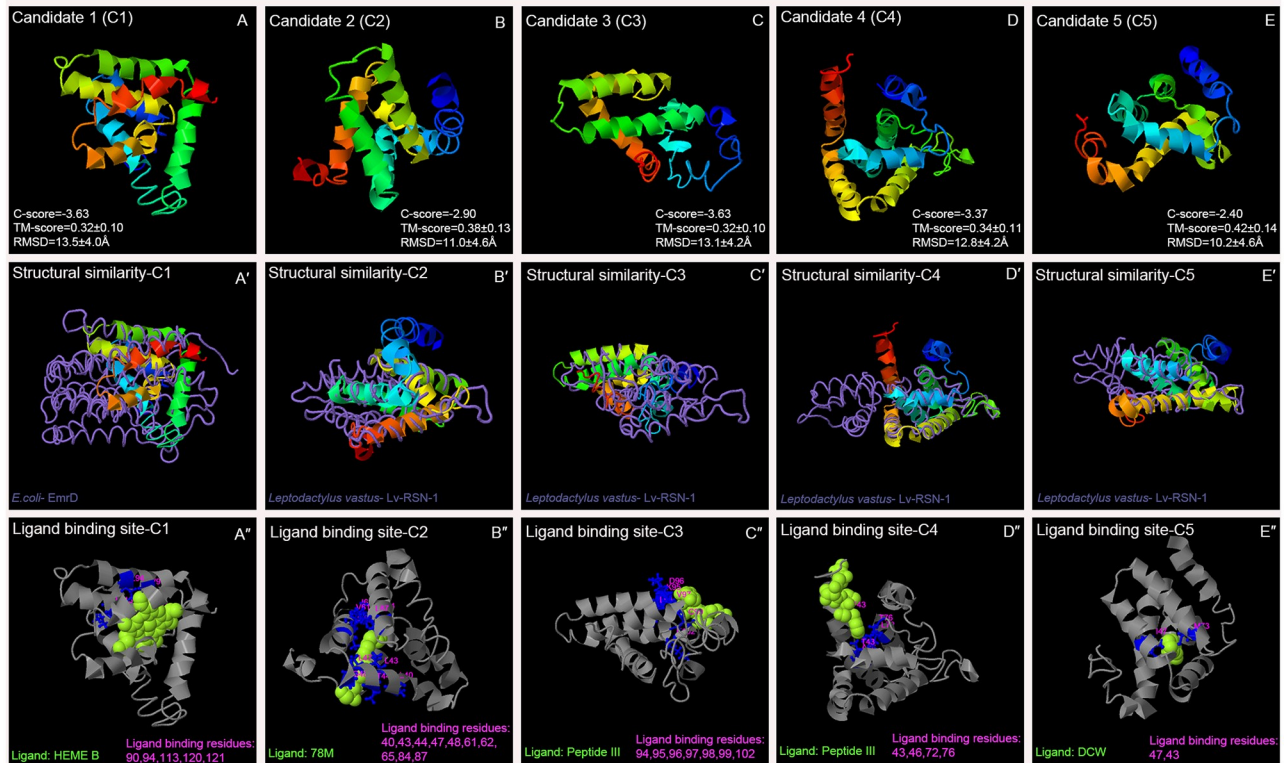 Candidate 1 (C1)
A
C-score=-3.63
TM-score=0.32±0.10
RMSD=13.5±4.0Å
Candidate 2 (C2)
B
C-score=-2.90
TM-score=0.38±0.13
RMSD=11.0±4.6Å
Candidate 3 (C3)
C
C-score=-3.63
TM-score=0.32±0.10
RMSD=13.1±4.2Å
Candidate 4 (C4)
D
C-score=-3.37
TM-score=0.34±0.11
RMSD=12.8±4.2Å
Candidate 5 (C5)
E
C-score=-2.40
TM-score=0.42±0.14
RMSD=10.2±4.6Å
Structural similarity-C1
A′
E.coli- EmrD
Structural similarity-C2
B′
Leptodactylus vastus- Lv-RSN-1
Structural similarity-C3
C′
Leptodactylus vastus- Lv-RSN-1
Structural similarity-C4
D′
Leptodactylus vastus- Lv-RSN-1
Structural similarity-C5
E′
Leptodactylus vastus- Lv-RSN-1
Ligand binding site-C1
A″
Ligand: HEME B
Ligand binding residues:
90,94,113,120,121
Ligand binding site-C2
B″
Ligand: 78M
Ligand binding residues:
40,43,44,47,48,61,62,
65,84,87
Ligand binding site-C3
C″
D96
Ligand: Peptide III
Ligand binding residues:
94,95,96,97,98,99,102
Ligand binding site-C4
D″
Ligand: Peptide III
Ligand binding residues:
43,46,72,76
Ligand binding site-C5
E″
Ligand: DCW
Ligand binding residues:
47,43